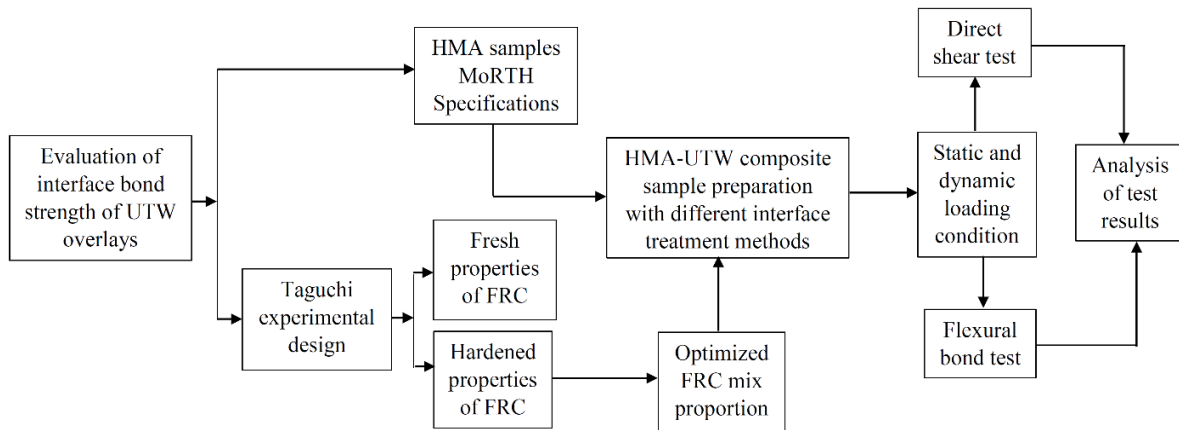 Evaluation of
interface bond
strength of UTW
overlays
HMA samples
MoRTH
Specifications
Taguchi
experimental
design
Fresh
properties
of FRC
Hardened
properties
of FRC
Optimized
FRC mix
proportion
HMA-UTW composite
sample preparation
with different interface
treatment methods
Direct
shear test
Static and
dynamic
loading
condition
Flexural
bond test
Analysis
of test
results